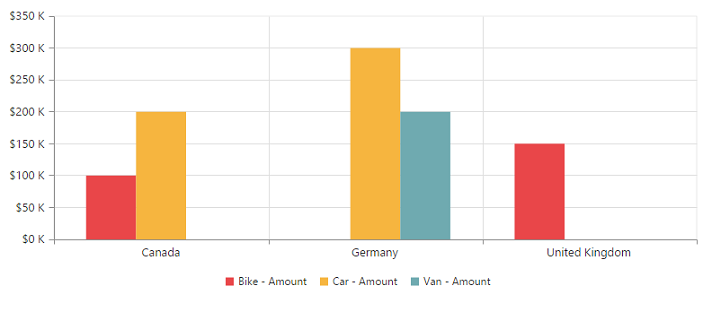 $350 K
$300 K
$250 K
$200 K
$150 K
$100 K
$50 K
$0 K
Canada Germany United Kingdom
Bike - Amount Car - Amount Van - Amount